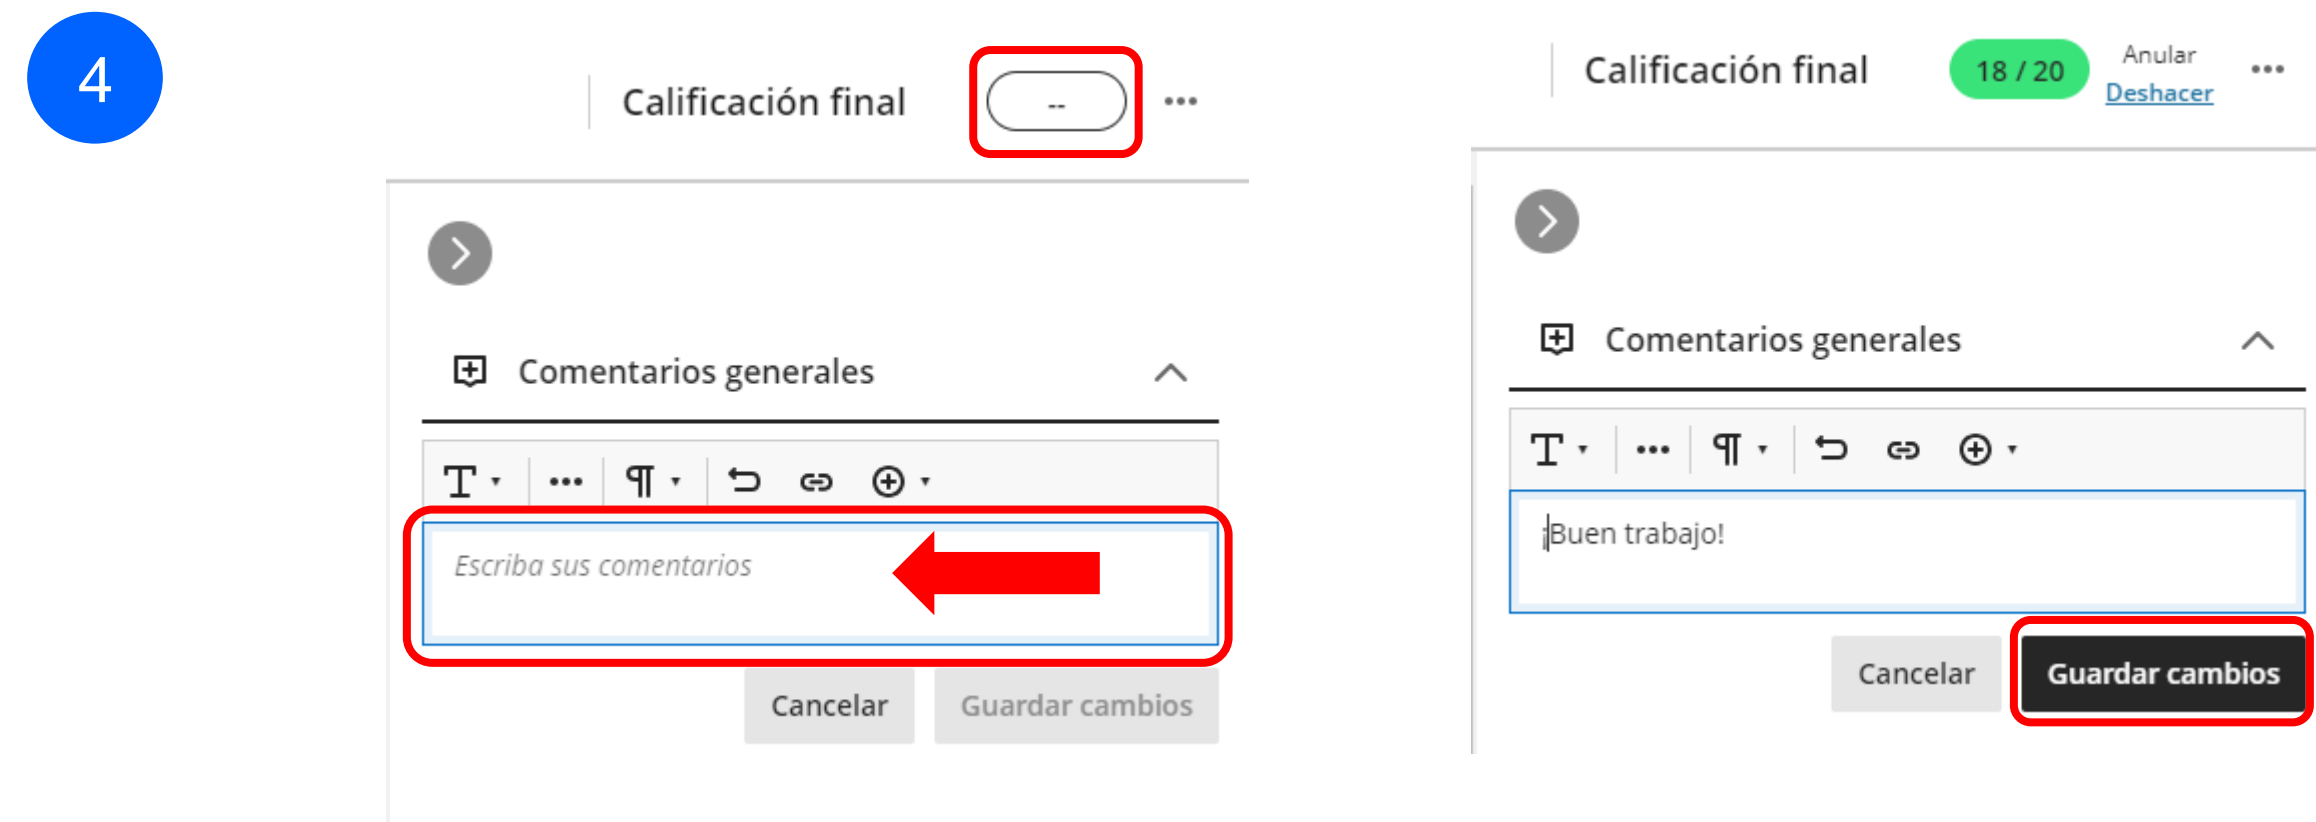 4
Calificación final
--
Comentarios generales
Escriba sus comentarios
Cancelar
Guardar cambios
Calificación final
18 / 20
Anular
Deshacer
Comentarios generales
¡Buen trabajo!
Cancelar
Guardar cambios